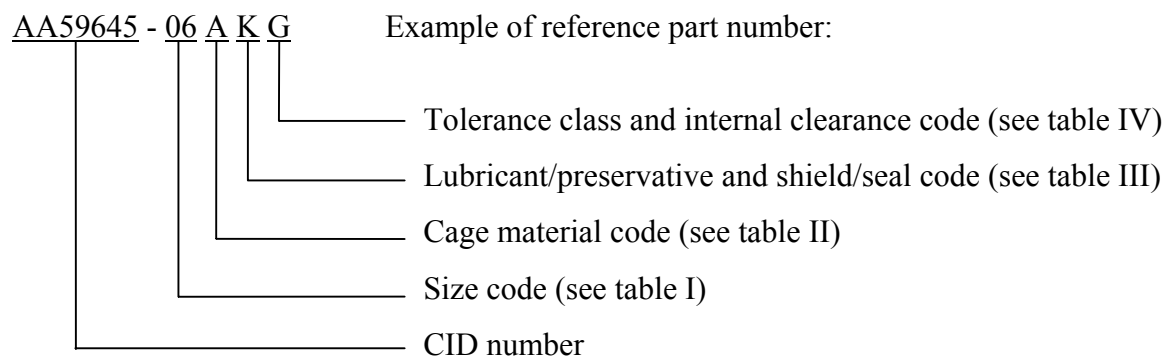 AA59645 - 06 A K G Example of reference part number:
Tolerance class and internal clearance code (see table IV)
Lubricant/preservative and shield/seal code (see table III)
Cage material code (see table II)
Size code (see table I)
CID number